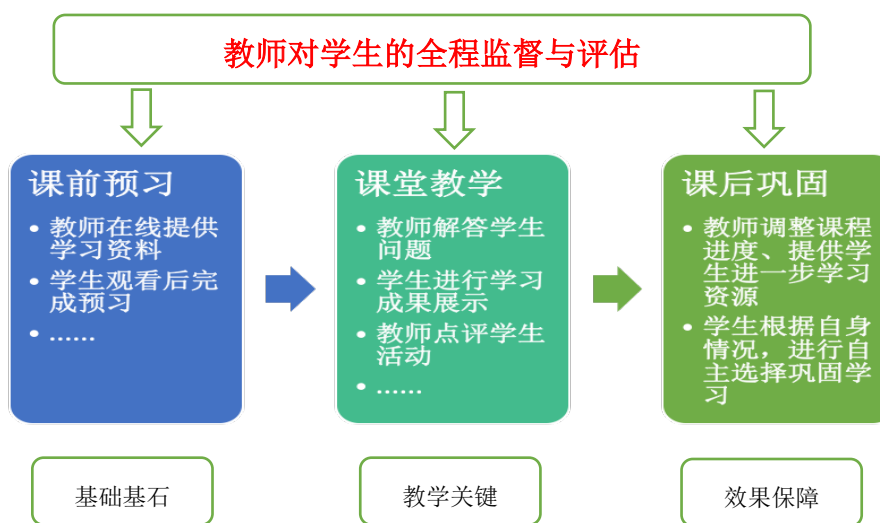 教师对学生的全程监督与评估
课前预习
• 教师在线提供
学习资料
• 学生观看后完
成预习
• ......
课堂教学
• 教师解答学生
问题
• 学生进行学习
成果展示
• 教师点评学生
活动
• ......
课后巩固
• 教师调整课程
进度、提供学
生进一步学习
资源
• 学生根据自身
情况，进行自
主选择巩固学
习
基础基石
教学关键
效果保障